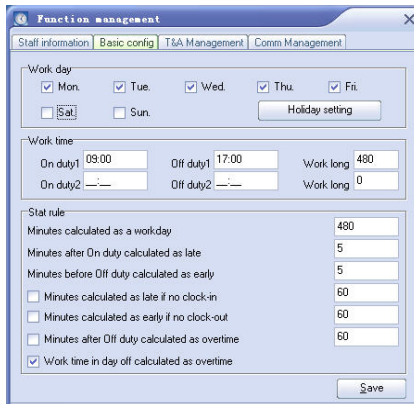 Function management
Staff information Basic config T&A Management Comm Management
Work day
Mon. Tue. Wed. Thu. Fri.
Sat. Sun. Holiday setting
Work time
On duty1 09:00 Off duty1 17:00 Work long 480
On duty2 __:__ Off duty2 __:__ Work long 0
Stat rule
Minutes calculated as a workday 480
Minutes after On duty calculated as late 5
Minutes before Off duty calculated as early 5
Minutes calculated as late if no clock-in 60
Minutes calculated as early if no clock-out 60
Minutes after Off duty calculated as overtime 60
Work time in day off calculated as overtime
Save